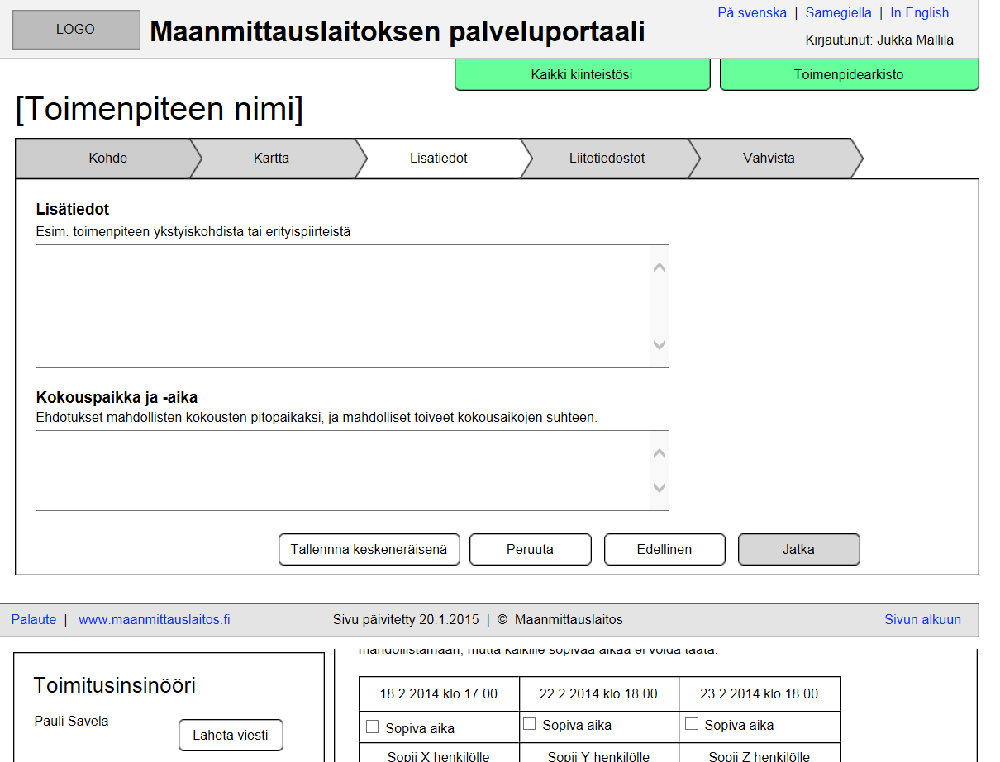 LOGO
Maanmittauslaitoksen palveluportaali
På svenska | Samegiella | In English
Kirjautunut: Jukka Mallila
Kaikki kiinteistösi
Toimenpidearkisto
[Toimenpiteen nimi]
Kohde
Kartta
Lisätiedot
Liitetiedostot
Vahvista
Lisätiedot
Esim. toimenpiteen ykstyiskohdista tai erityispiirteistä
Kokouspaikka ja -aika
Ehdotukset mahdollisten kokousten pitopaikaksi, ja mahdolliset toiveet kokousaikojen suhteen.
Tallennna keskeneräisenä
Peruuta
Edellinen
Jatka
Palaute | www.maanmittauslaitos.fi
Sivu päivitetty 20.1.2015 | © Maanmittauslaitos
Sivun alkuun
Toimitusinsinööri
Pauli Savela
Lähetä viesti
mahdollistamaan, mutta kaikille sopivaa aikaa ei voida taata.
18.2.2014 klo 17.00
22.2.2014 klo 18.00
23.2.2014 klo 18.00
Sopiva aika
Sopiva aika
Sopiva aika
Sopii X henkilölle
Sopii Y henkilölle
Sopii Z henkilölle